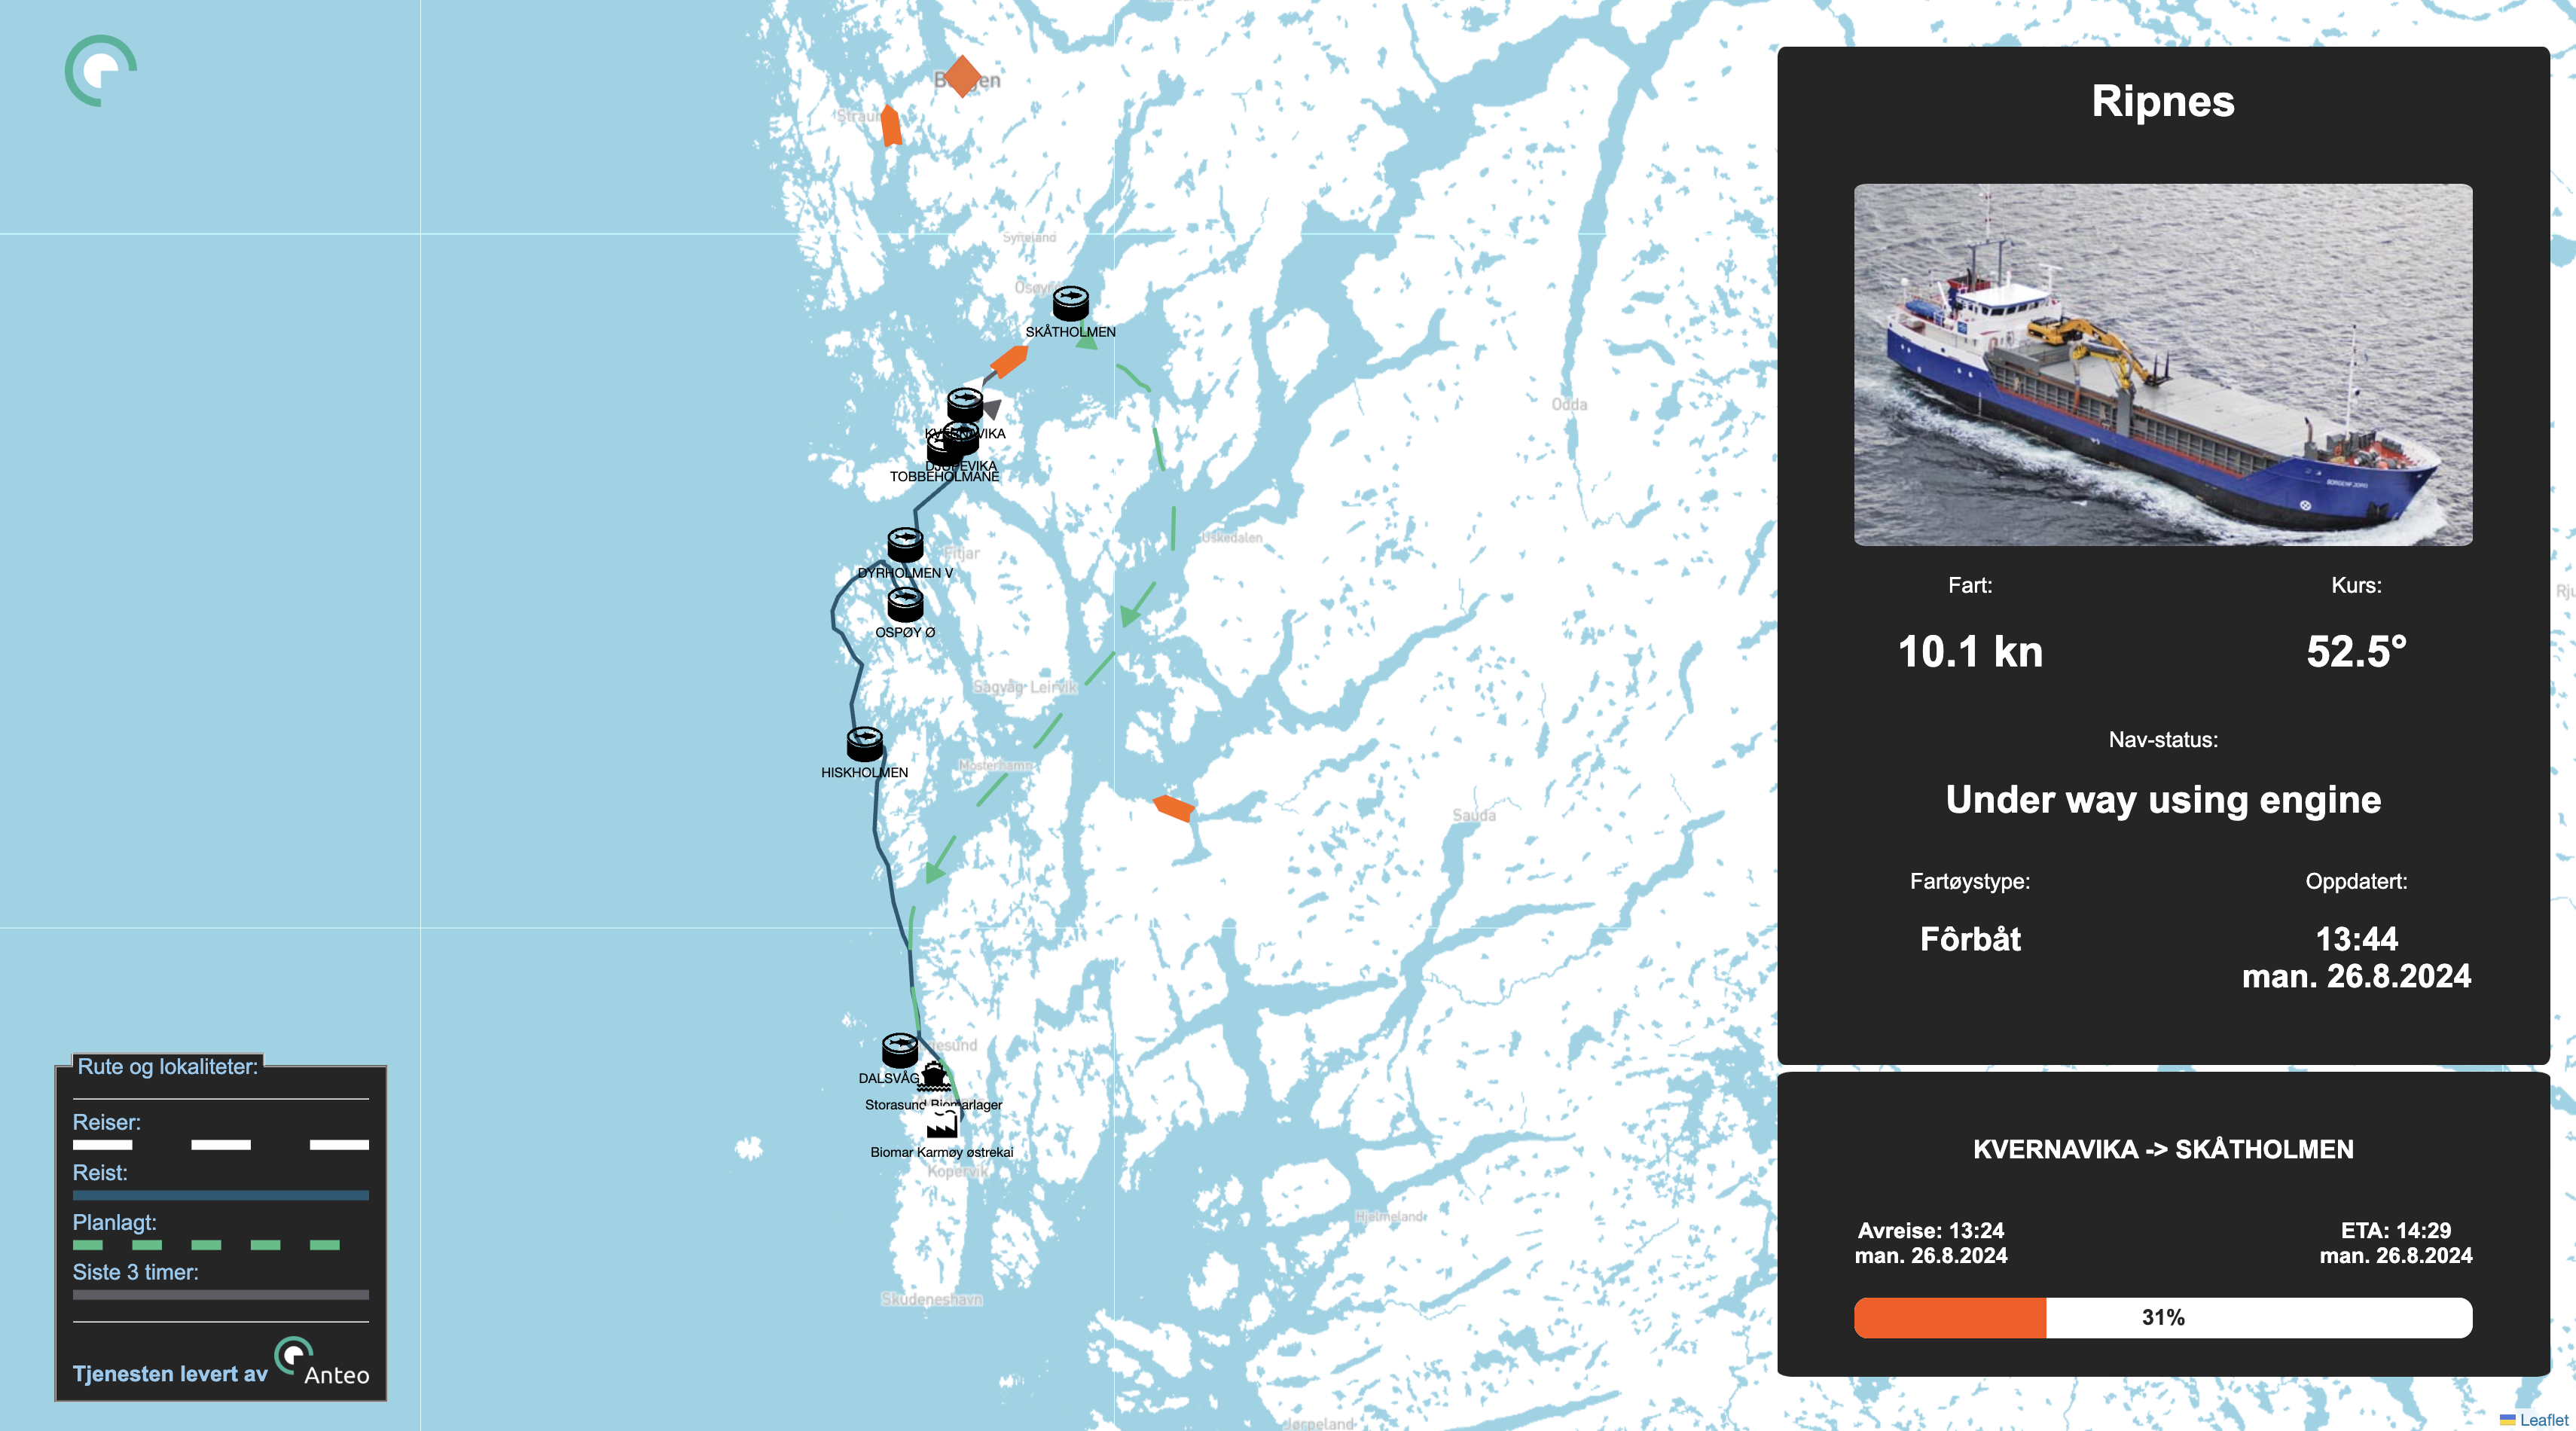 Straum
Syfteland
SKÅTHOLMEN
KVERNAVIKA
DJUPEVIKA
TOBBEHOLMANE
Fitjar
DYRHOLMEN V
OSPØY Ø
Uskedalen
Odda
Sagvåg Leirvik
Mosterhamn
HISKHOLMEN
Sauda
DALSVÅG
Storasund Biomarlager
Biomar Karmøy østrekai
Kopervik
Hjelmeland
Skudeneshavn
Jørpeland
Rute og lokaliteter:
Reiser:
Reist:
Planlagt:
Siste 3 timer:
Tjenesten levert av Anteo
Ripnes
Fart:
Kurs:
10.1 kn
52.5°
Nav-status:
Under way using engine
Fartøystype:
Oppdatert:
Fôrbåt
13:44
man. 26.8.2024
KVERNAVIKA -> SKÅTHOLMEN
Avreise: 13:24
man. 26.8.2024
ETA: 14:29
man. 26.8.2024
31%
Leaflet